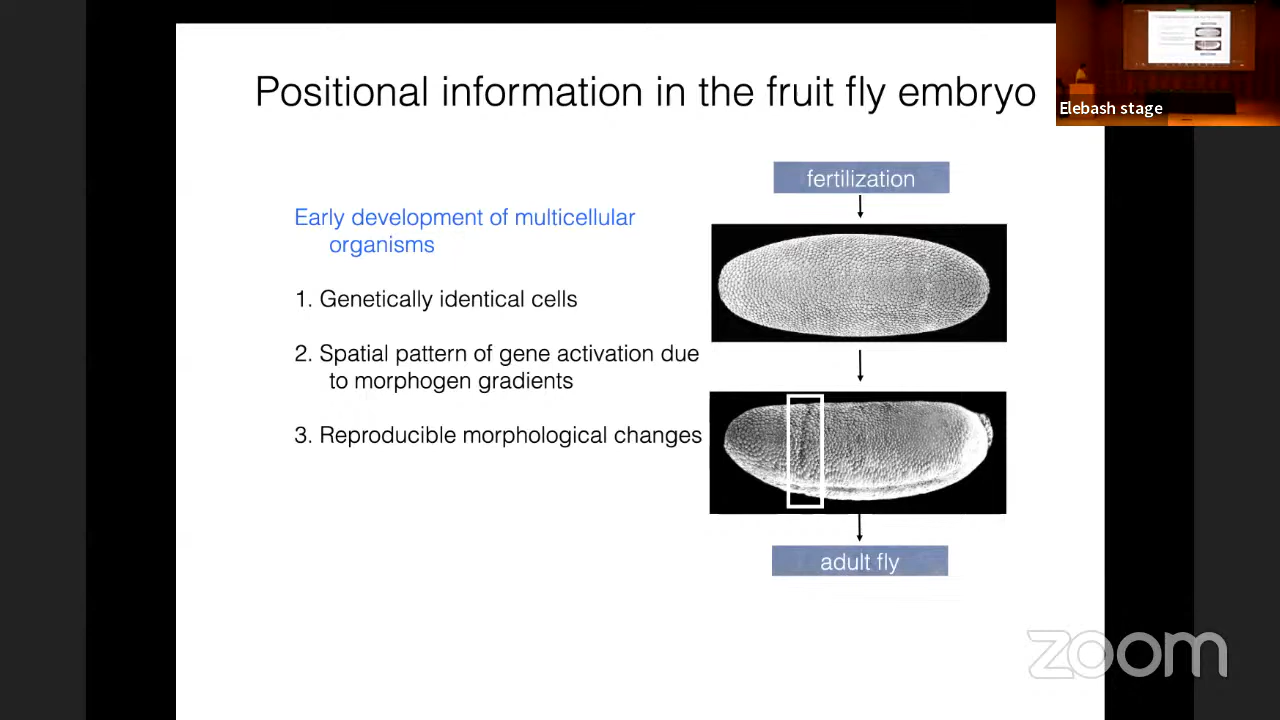 Positional information in the fruit fly embryo
Elebash stage
fertilization
Early development of multicellular
organisms
1. Genetically identical cells
2. Spatial pattern of gene activation due
to morphogen gradients
3. Reproducible morphological changes
adult fly
zoom